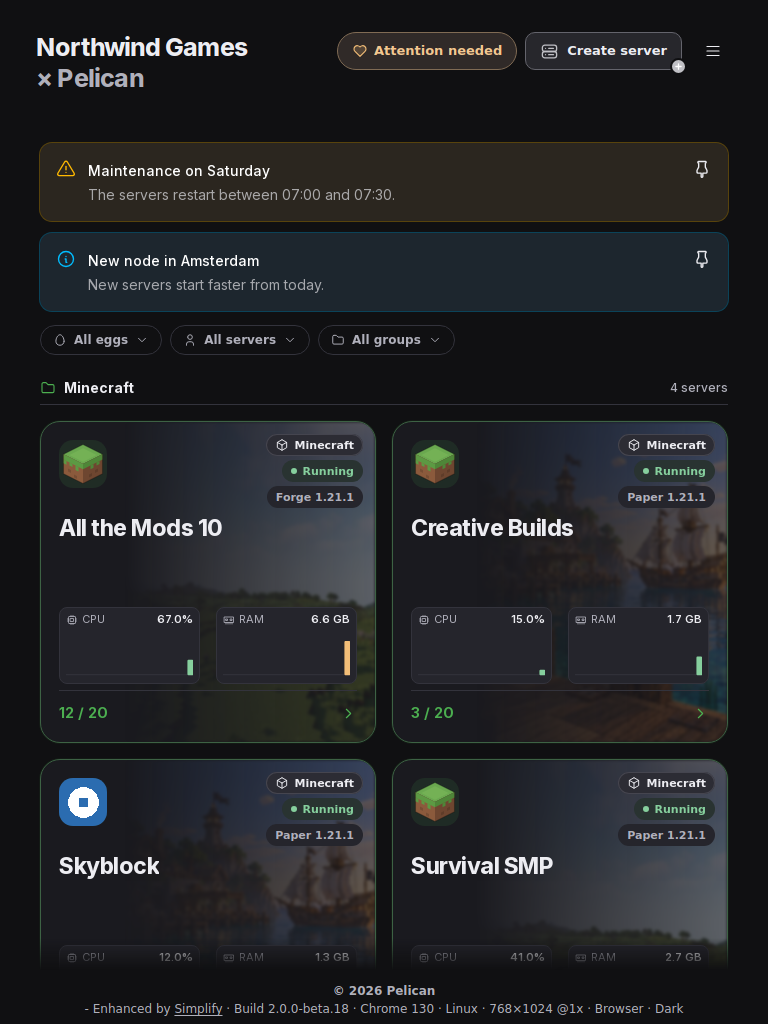 Northwind Games
× Pelican
Attention needed
Create server
Maintenance on Saturday
The servers restart between 07:00 and 07:30.
New node in Amsterdam
New servers start faster from today.
All eggs
All servers
All groups
Minecraft
4 servers
Minecraft
Running
Forge 1.21.1
All the Mods 10
CPU 67.0%
RAM 6.6 GB
12 / 20
Minecraft
Running
Paper 1.21.1
Creative Builds
CPU 15.0%
RAM 1.7 GB
3 / 20
Minecraft
Running
Paper 1.21.1
Skyblock
CPU 12.0%
RAM 1.3 GB
Minecraft
Running
Paper 1.21.1
Survival SMP
CPU 41.0%
RAM 2.7 GB
© 2026 Pelican
- Enhanced by Simplify · Build 2.0.0-beta.18 · Chrome 130 · Linux · 768×1024 @1x · Browser · Dark